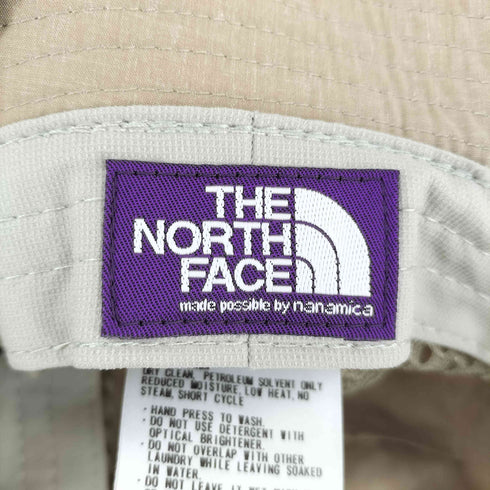 THE
NORTH
FACE
made possible by nanamica
DRY CLEAN, PETROLEUM SOLVENT ONLY
REDUCED MOISTURE, LOW HEAT, NO
STEAM, SHORT CYCLE
・HAND PRESS TO WASH.
・DO NOT USE DETERGENT WITH
OPTICAL BRIGHTENER.
・DO NOT OVERLAP WITH OTHER
LAUNDRY WHILE LEAVING SOAKED
IN WATER.